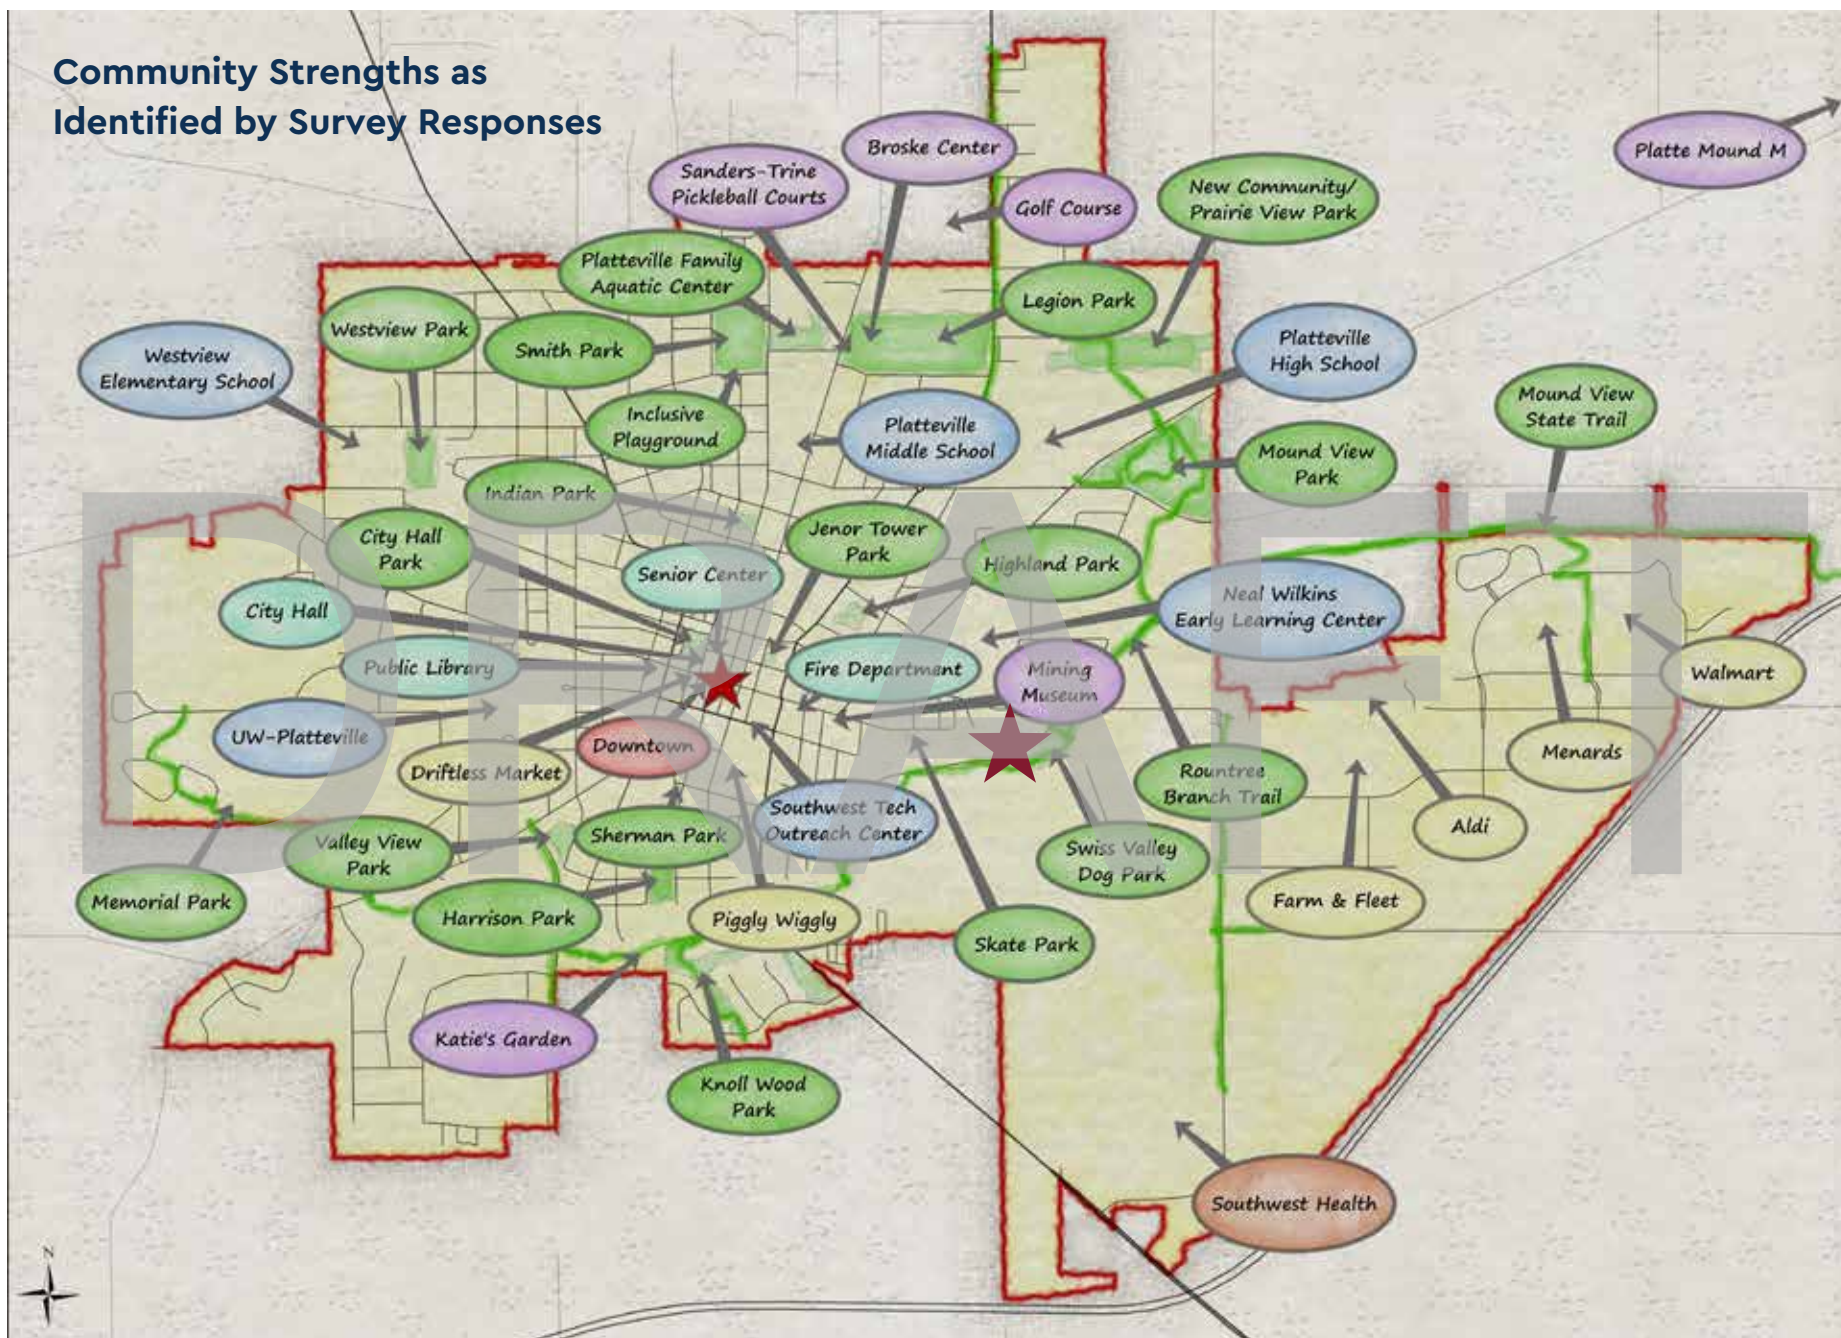 Community Strengths as
Identified by Survey Responses
Broske Center
Platte Mound M
Sanders-Trine
Pickleball Courts
Golf Course
New Community/
Prairie View Park
Platteville Family
Aquatic Center
Legion Park
Westview Park
Smith Park
Platteville
High School
Westview
Elementary School
Mound View
State Trail
Inclusive
Playground
Platteville
Middle School
Mound View
Park
Indian Park
City Hall
Park
Jenor Tower
Park
Highland Park
Senior Center
City Hall
Neal Wilkins
Early Learning Center
Public Library
Fire Department
Mining
Museum
Walmart
UW-Platteville
Downtown
Driftless Market
Menards
Rountree
Branch Trail
Southwest Tech
Outreach Center
Sherman Park
Aldi
Valley View
Park
Swiss Valley
Dog Park
Memorial Park
Harrison Park
Piggly Wiggly
Farm & Fleet
Skate Park
Katie's Garden
Knoll Wood
Park
Southwest Health
N
DRAFT